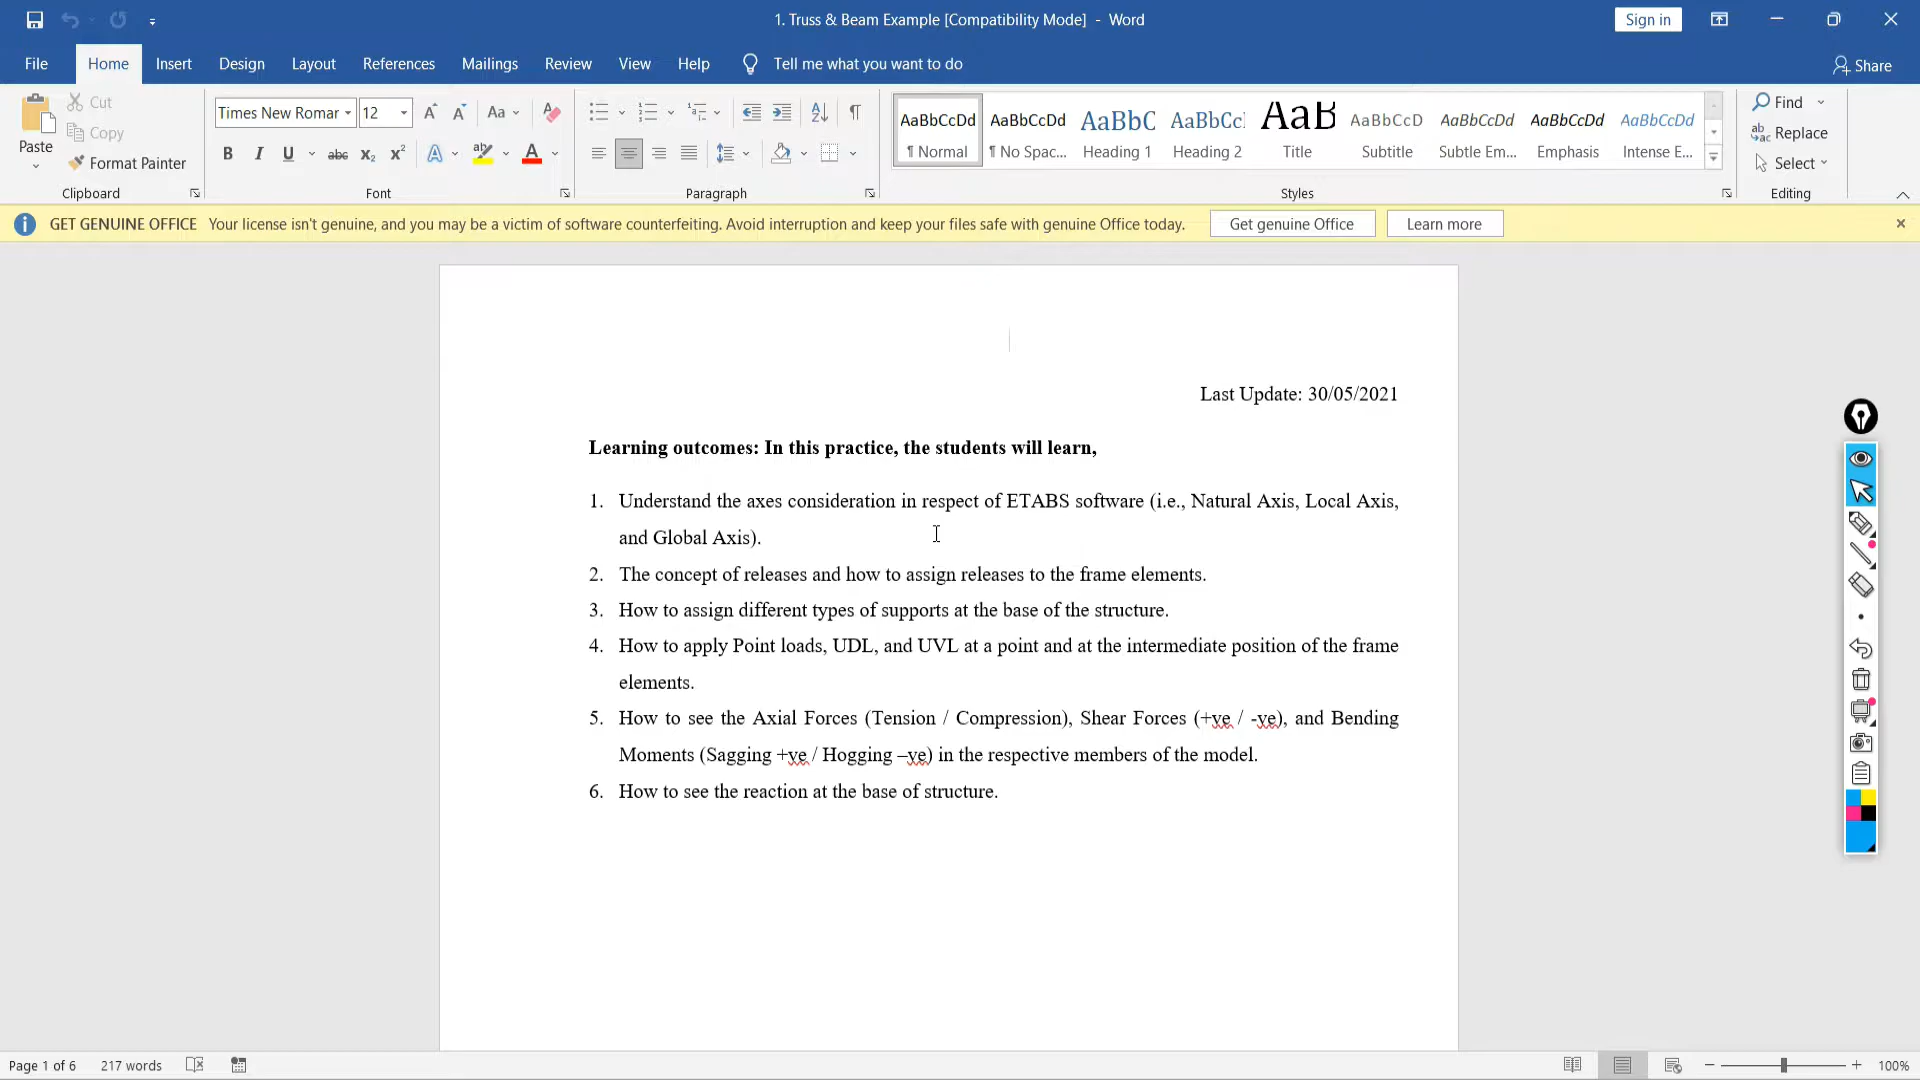 1. Truss & Beam Example [Compatibility Mode] - Word
Sign in
File Home Insert Design Layout References Mailings Review View Help Tell me what you want to do
Share
Paste
Cut
Copy
Format Painter
Clipboard
Times New Romar 12
Aa
B I U abc X₂ X² A ab A
Font
Paragraph
AaBbCcDd AaBbCcDd AaBbC AaBbCc AaB AaBbCcD AaBbCcDd AaBbCcDd AaBbCcDd
¶ Normal ¶ No Spac... Heading 1 Heading 2 Title Subtitle Subtle Em... Emphasis Intense E...
Styles
Find
Replace
Select
Editing
GET GENUINE OFFICE Your license isn't genuine, and you may be a victim of software counterfeiting. Avoid interruption and keep your files safe with genuine Office today. Get genuine Office Learn more
Last Update: 30/05/2021
Learning outcomes: In this practice, the students will learn,
1. Understand the axes consideration in respect of ETABS software (i.e., Natural Axis, Local Axis,
and Global Axis).
2. The concept of releases and how to assign releases to the frame elements.
3. How to assign different types of supports at the base of the structure.
4. How to apply Point loads, UDL, and UVL at a point and at the intermediate position of the frame
elements.
5. How to see the Axial Forces (Tension / Compression), Shear Forces (+ve / -ve), and Bending
Moments (Sagging +ve / Hogging –ve) in the respective members of the model.
6. How to see the reaction at the base of structure.
Page 1 of 6 217 words 100%